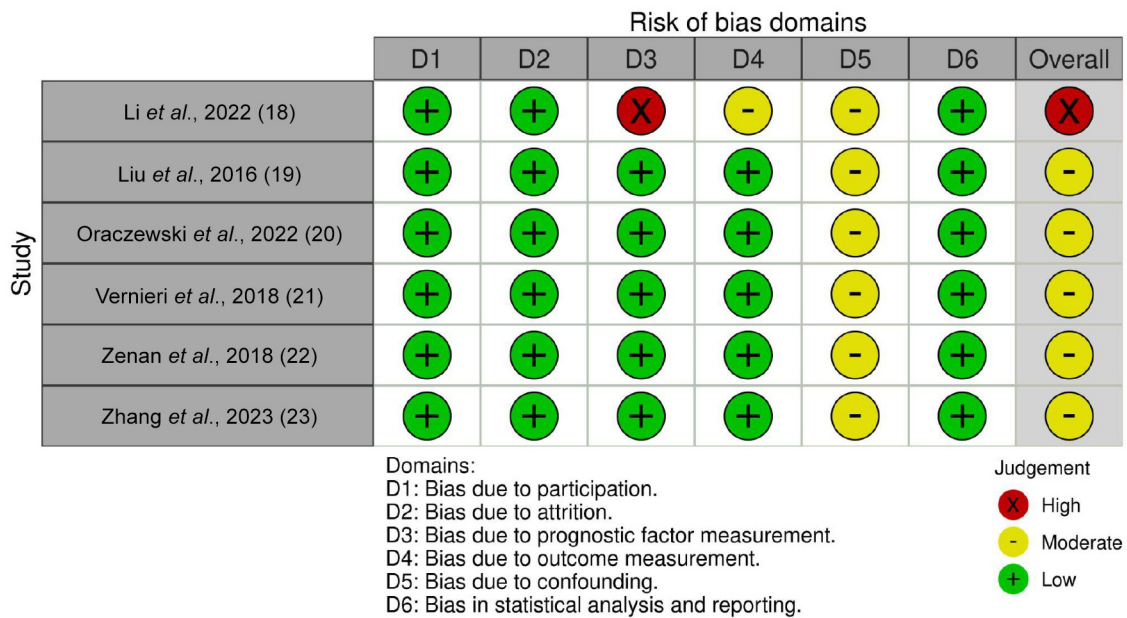 Risk of bias domains
D1 D2 D3 D4 D5 D6 Overall
Study
Li et al., 2022 (18) + + X - - + X
Liu et al., 2016 (19) + + + + - + -
Oraczewski et al., 2022 (20) + + + + - + -
Vernieri et al., 2018 (21) + + + + - + -
Zenan et al., 2018 (22) + + + + - + -
Zhang et al., 2023 (23) + + + + - + -
Domains:
D1: Bias due to participation.
D2: Bias due to attrition.
D3: Bias due to prognostic factor measurement.
D4: Bias due to outcome measurement.
D5: Bias due to confounding.
D6: Bias in statistical analysis and reporting.
Judgement
X High
- Moderate
+ Low